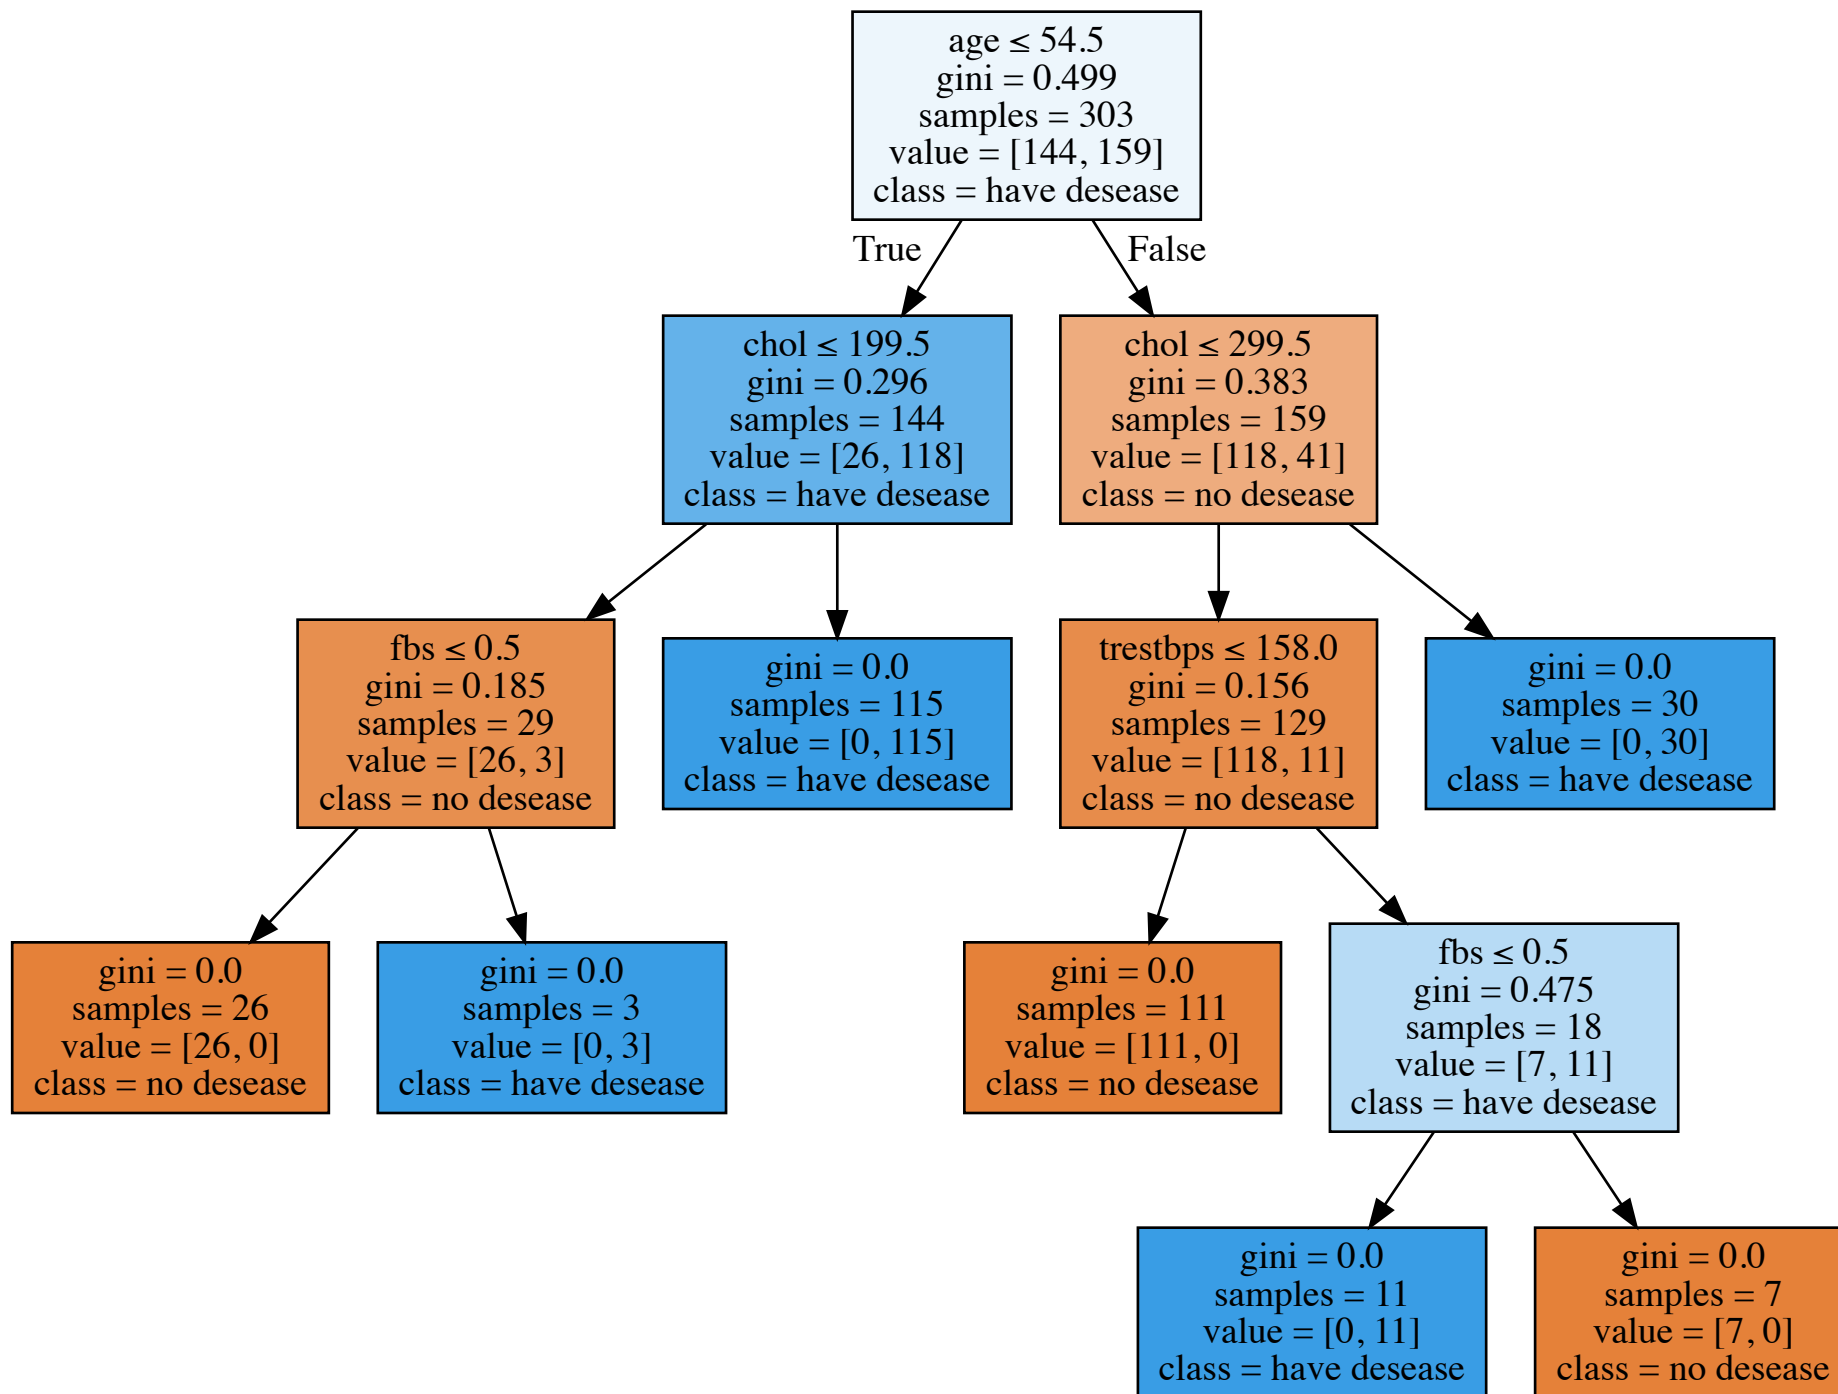 age ≤ 54.5
gini = 0.499
samples = 303
value = [144, 159]
class = have desease
True
False
chol ≤ 199.5
gini = 0.296
samples = 144
value = [26, 118]
class = have desease
chol ≤ 299.5
gini = 0.383
samples = 159
value = [118, 41]
class = no desease
fbs ≤ 0.5
gini = 0.185
samples = 29
value = [26, 3]
class = no desease
gini = 0.0
samples = 115
value = [0, 115]
class = have desease
trestbps ≤ 158.0
gini = 0.156
samples = 129
value = [118, 11]
class = no desease
gini = 0.0
samples = 30
value = [0, 30]
class = have desease
gini = 0.0
samples = 26
value = [26, 0]
class = no desease
gini = 0.0
samples = 3
value = [0, 3]
class = have desease
gini = 0.0
samples = 111
value = [111, 0]
class = no desease
fbs ≤ 0.5
gini = 0.475
samples = 18
value = [7, 11]
class = have desease
gini = 0.0
samples = 11
value = [0, 11]
class = have desease
gini = 0.0
samples = 7
value = [7, 0]
class = no desease